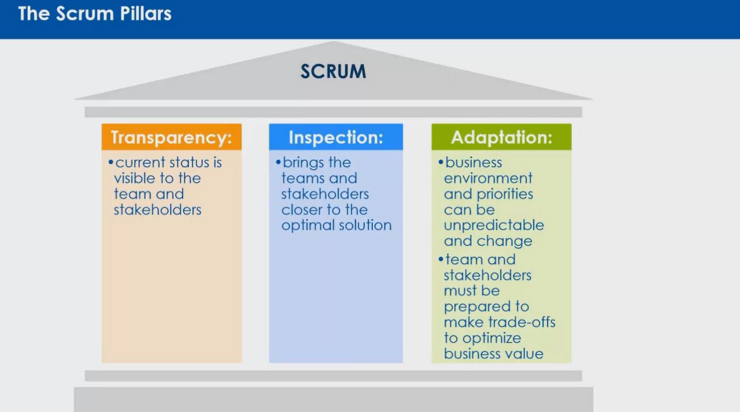 The Scrum Pillars
SCRUM
Transparency:
•current status is
visible to the
team and
stakeholders
Inspection:
•brings the
teams and
stakeholders
closer to the
optimal solution
Adaptation:
•business
environment
and priorities
can be
unpredictable
and change
•team and
stakeholders
must be
prepared to
make trade-offs
to optimize
business value